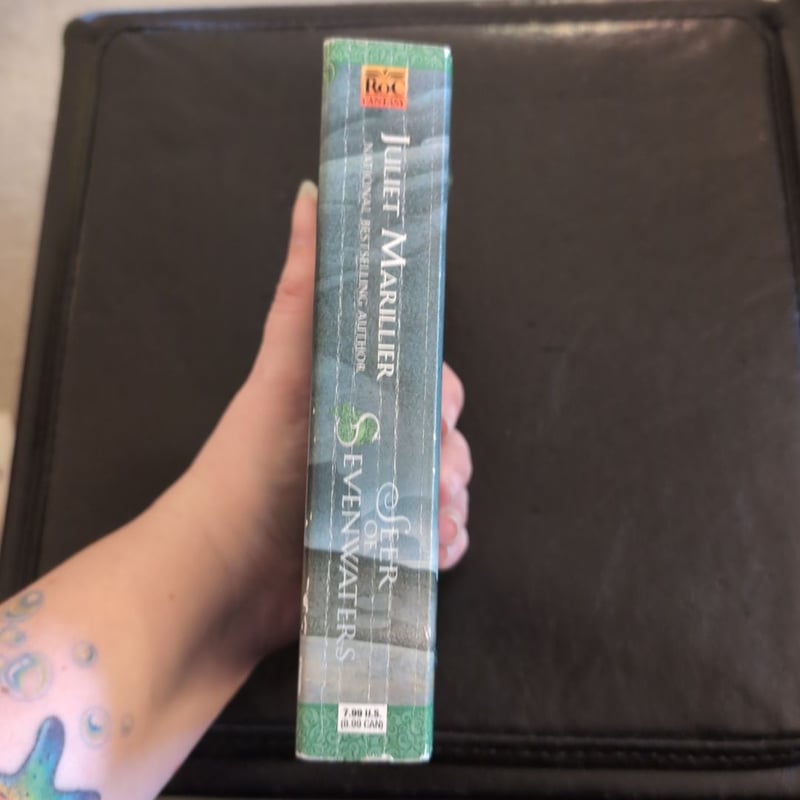 RoC
FANTASY
JULIET MARILLIER
NATIONAL BESTSELLING AUTHOR
SEER
OF
SEVENWATERS
7.99 U.S.
(8.99 CAN)